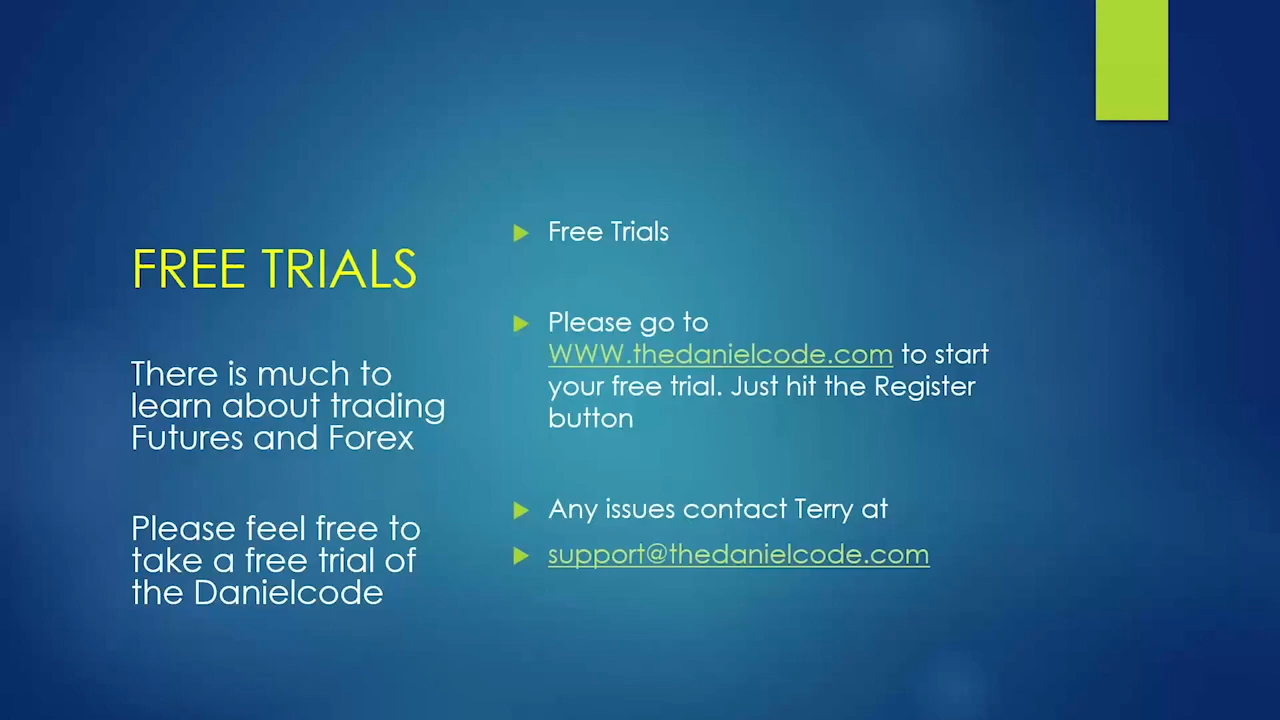 FREE TRIALS
There is much to
learn about trading
Futures and Forex
Please feel free to
take a free trial of
the Danielcode
Free Trials
Please go to
WWW.thedanielcode.com to start
your free trial. Just hit the Register
button
Any issues contact Terry at
support@thedanielcode.com